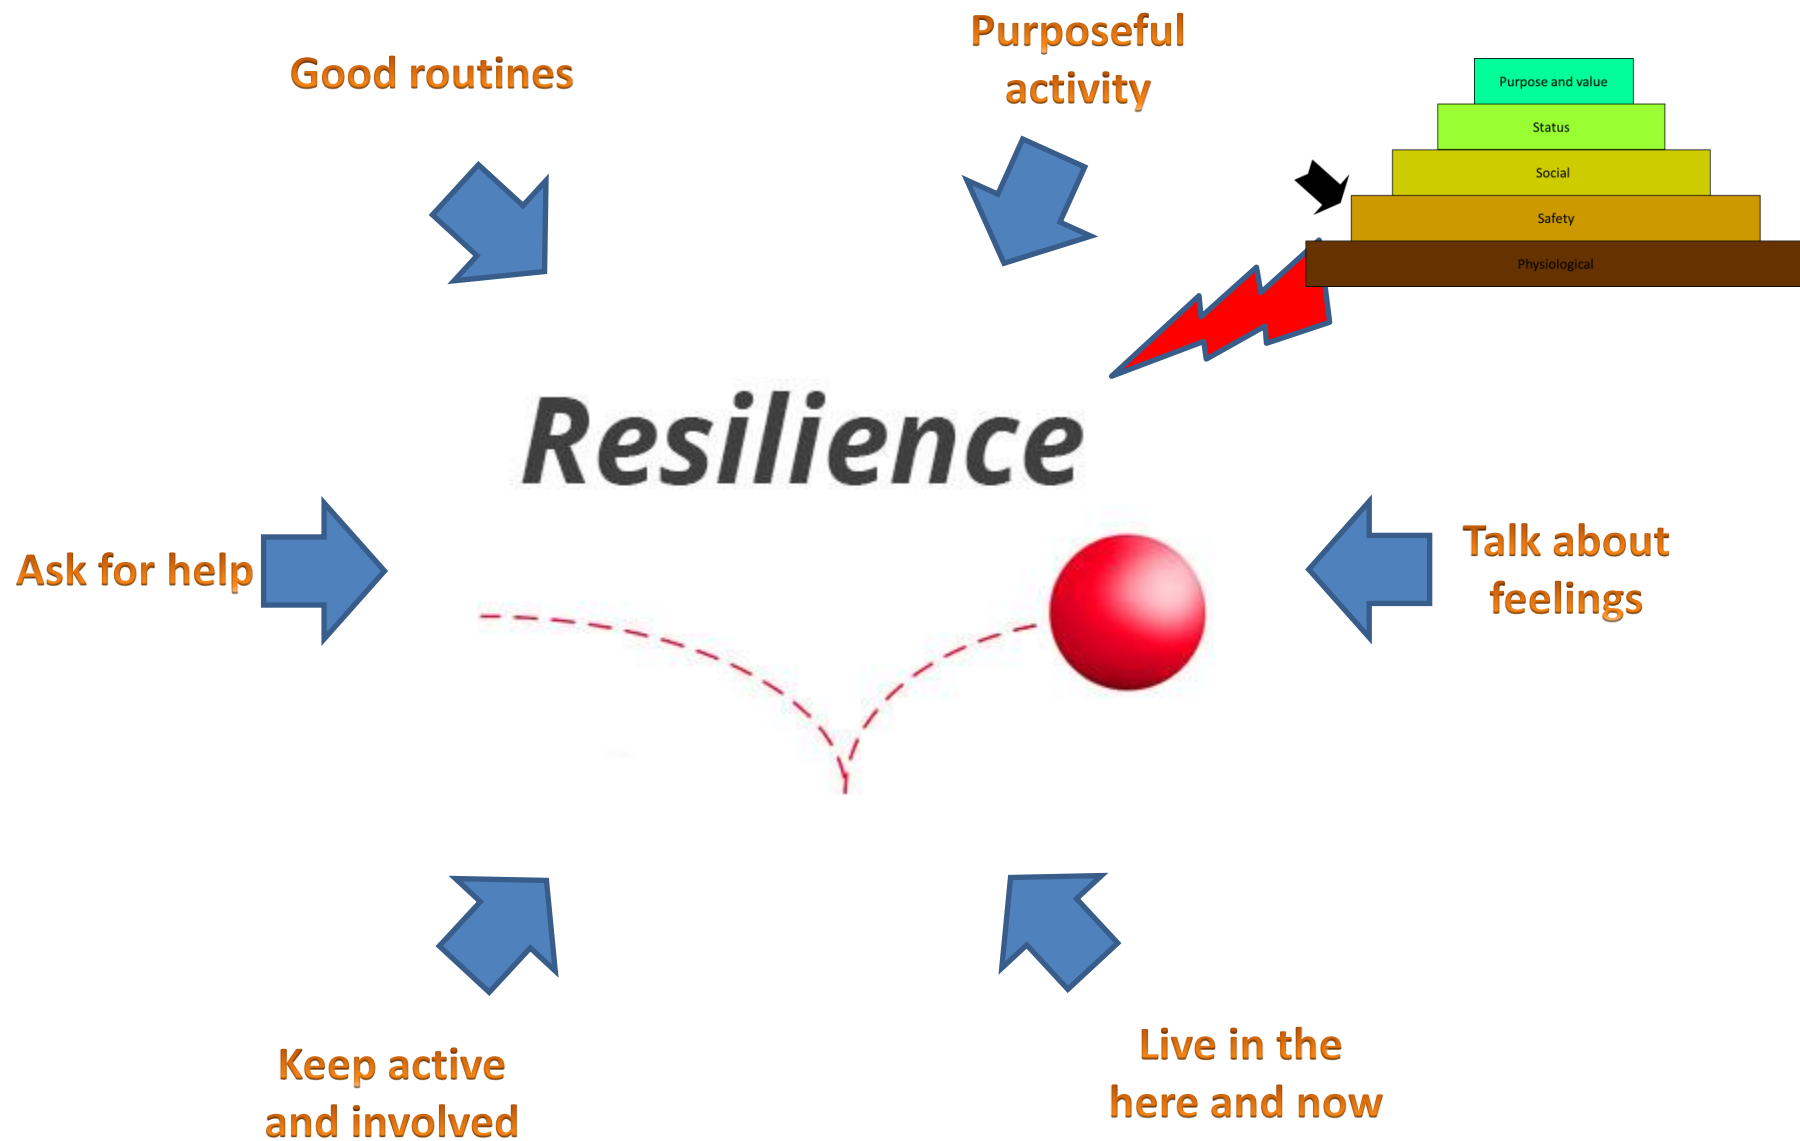 Good routines
Purposeful
activity
Purpose and value
Status
Social
Safety
Physiological
Resilience
Ask for help
Talk about
feelings
Keep active
and involved
Live in the
here and now